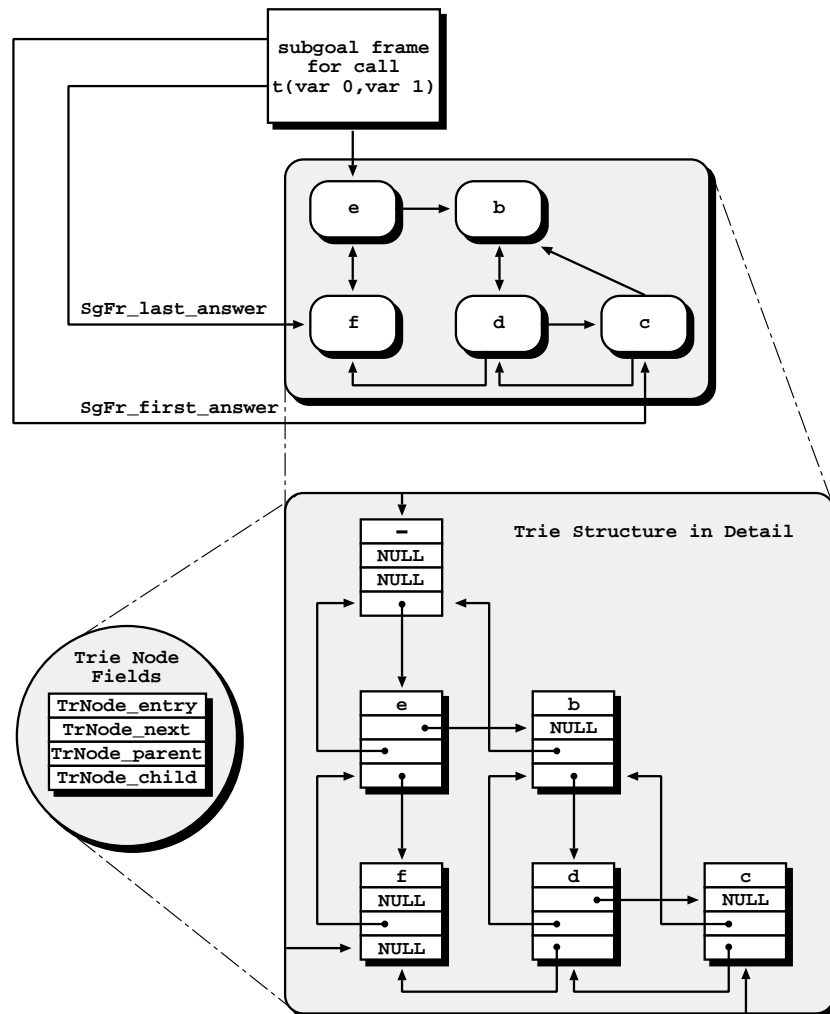 subgoal frame
for call
t(var 0,var 1)
e
b
SgFr_last_answer
f
d
c
SgFr_first_answer
Trie Structure in Detail
–
NULL
NULL
Trie Node
Fields
TrNode_entry
TrNode_next
TrNode_parent
TrNode_child
e
b
NULL
f
d
c
NULL
NULL
NULL